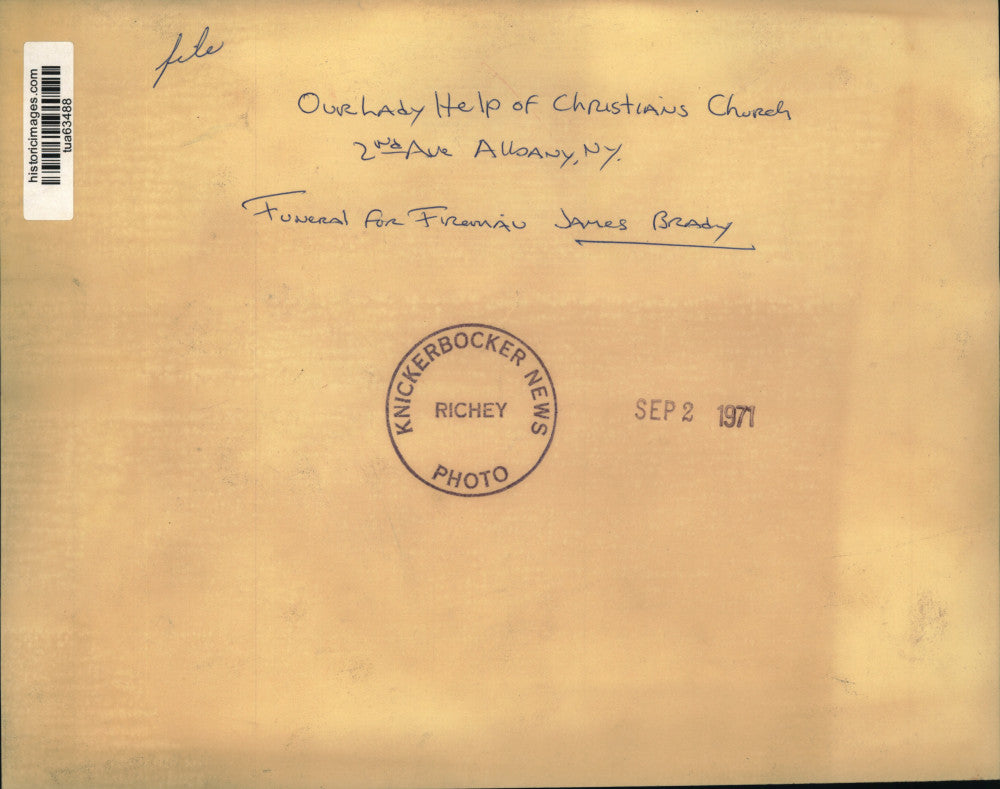 file
historicimages.com
tua63488
Our Lady Help of Christians Church
2nd Ave Albany, NY.
Funeral for Fireman James Brady
KNICKERBOCKER NEWS
RICHEY
PHOTO
SEP 2 1971